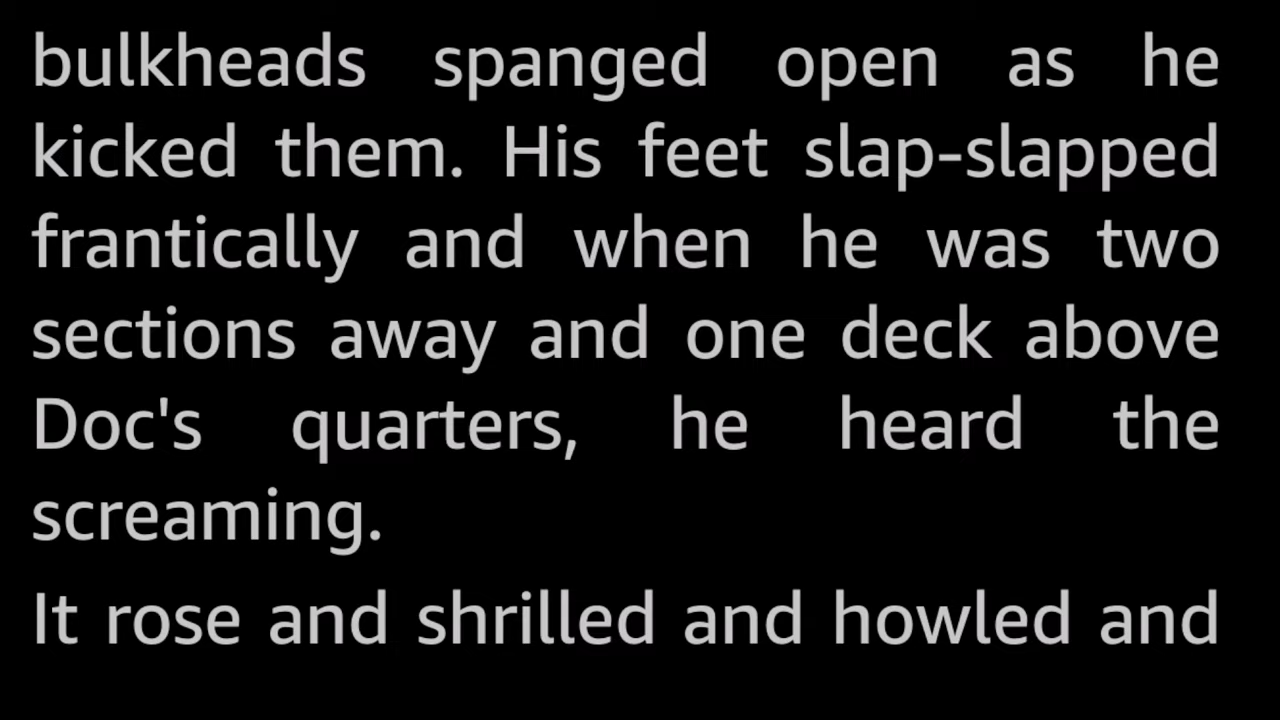 bulkheads spanged open as he
kicked them. His feet slap-slapped
frantically and when he was two
sections away and one deck above
Doc's quarters, he heard the
screaming.
It rose and shrilled and howled and